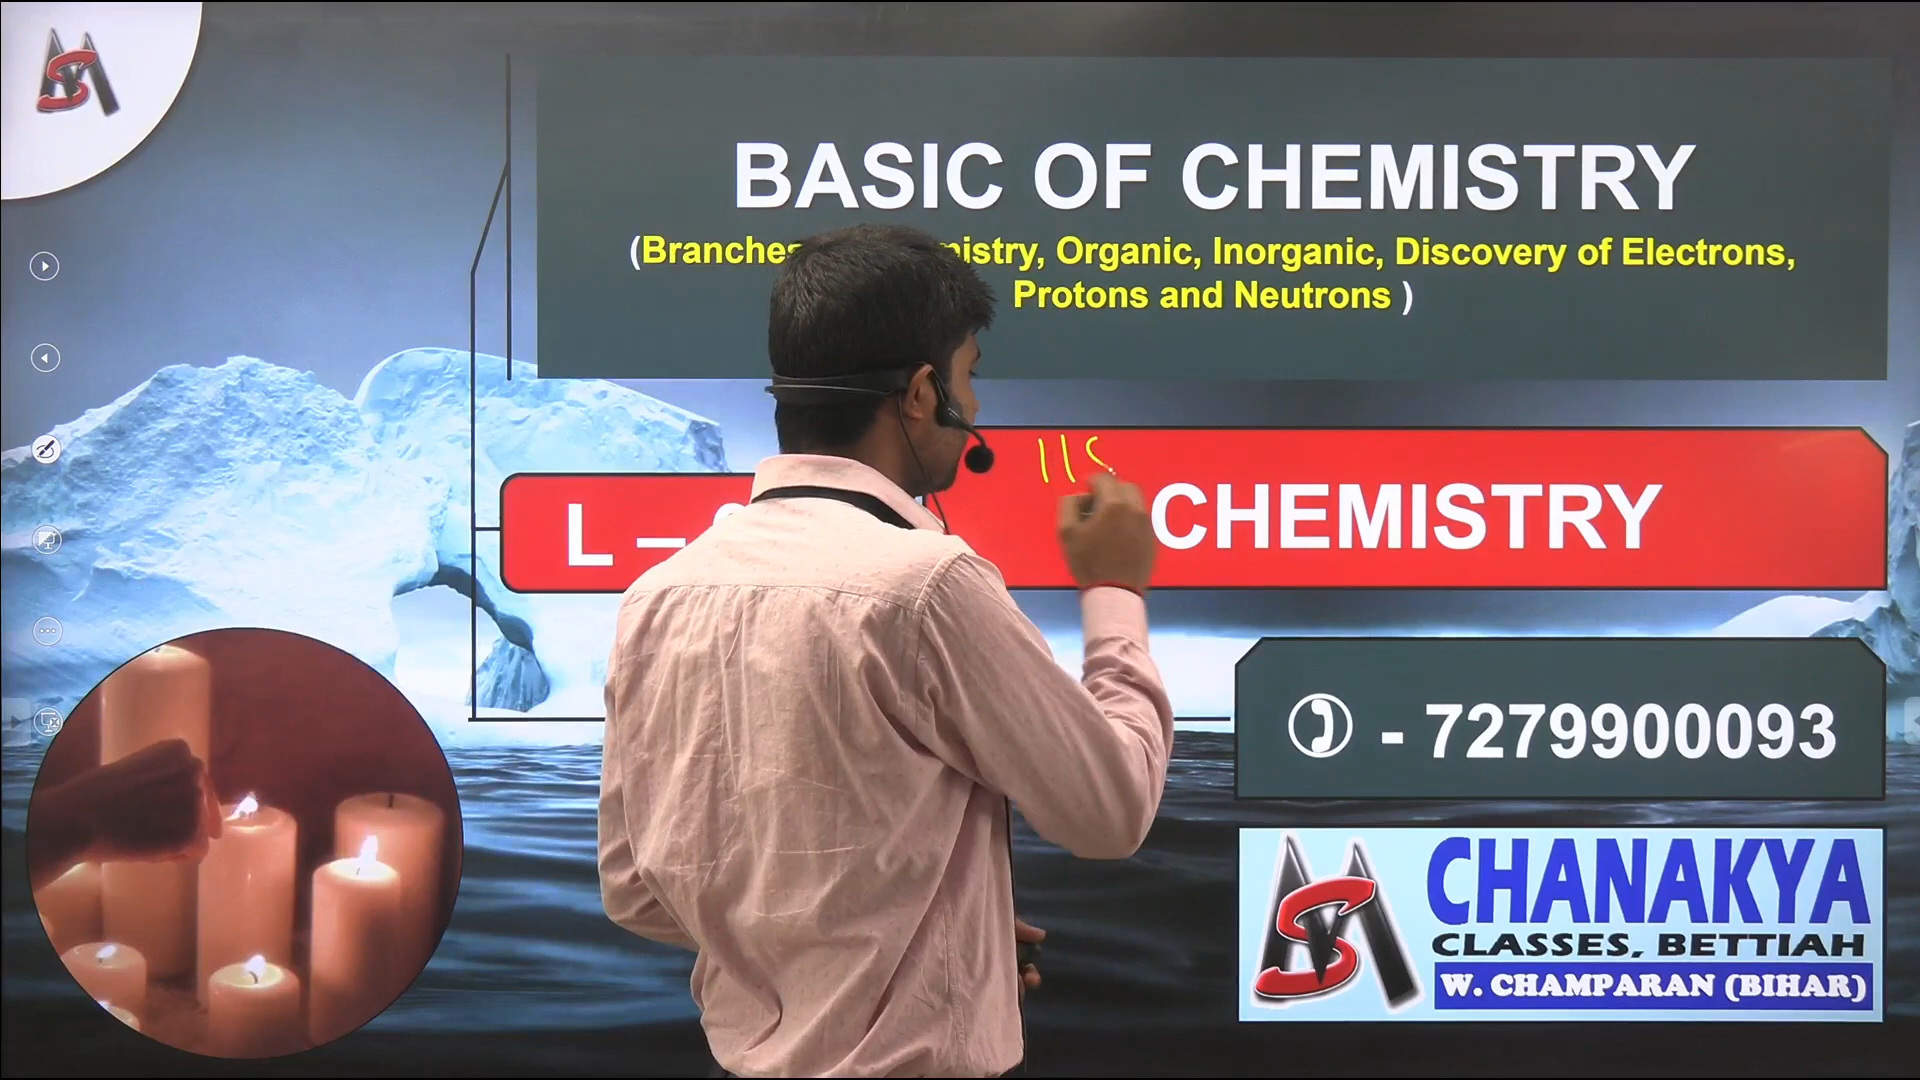 BASIC OF CHEMISTRY
(Branches mistry, Organic, Inorganic, Discovery of Electrons,
Protons and Neutrons )
L – CHEMISTRY
- 7279900093
CHANAKYA
CLASSES, BETTIAH
W. CHAMPARAN (BIHAR)